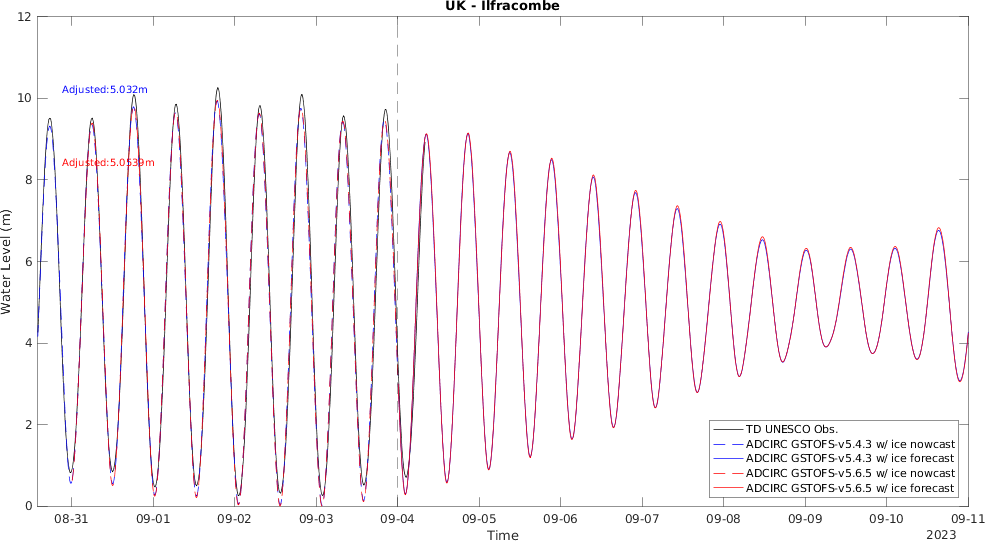 UK - Ilfracombe
12
10
8
6
4
2
0
Water Level (m)
Adjusted:5.032m
Adjusted:5.0539m
TD UNESCO Obs.
ADCIRC GSTOFS-v5.4.3 w/ ice nowcast
ADCIRC GSTOFS-v5.4.3 w/ ice forecast
ADCIRC GSTOFS-v5.6.5 w/ ice nowcast
ADCIRC GSTOFS-v5.6.5 w/ ice forecast
08-31 09-01 09-02 09-03 09-04 09-05 09-06 09-07 09-08 09-09 09-10 09-11
Time
2023